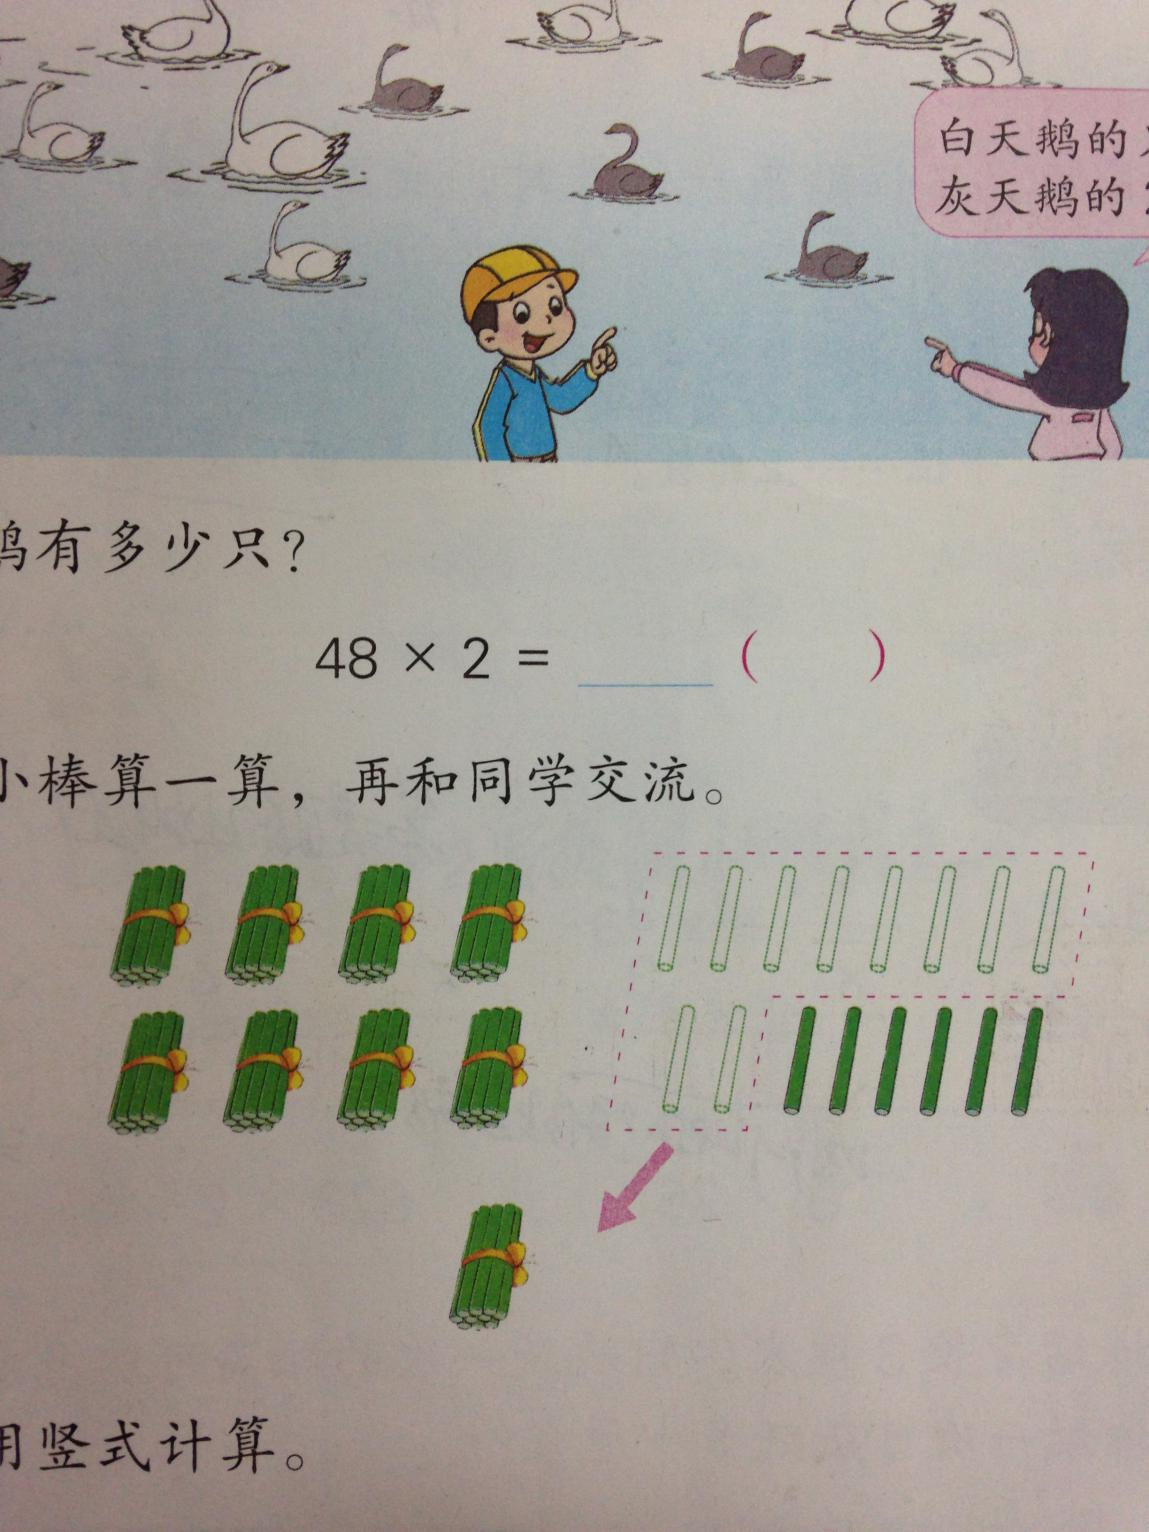 白天鹅的
灰天鹅的
有多少只?
48 × 2 = ____ (  )
小棒算一算，再和同学交流。
用竖式计算。